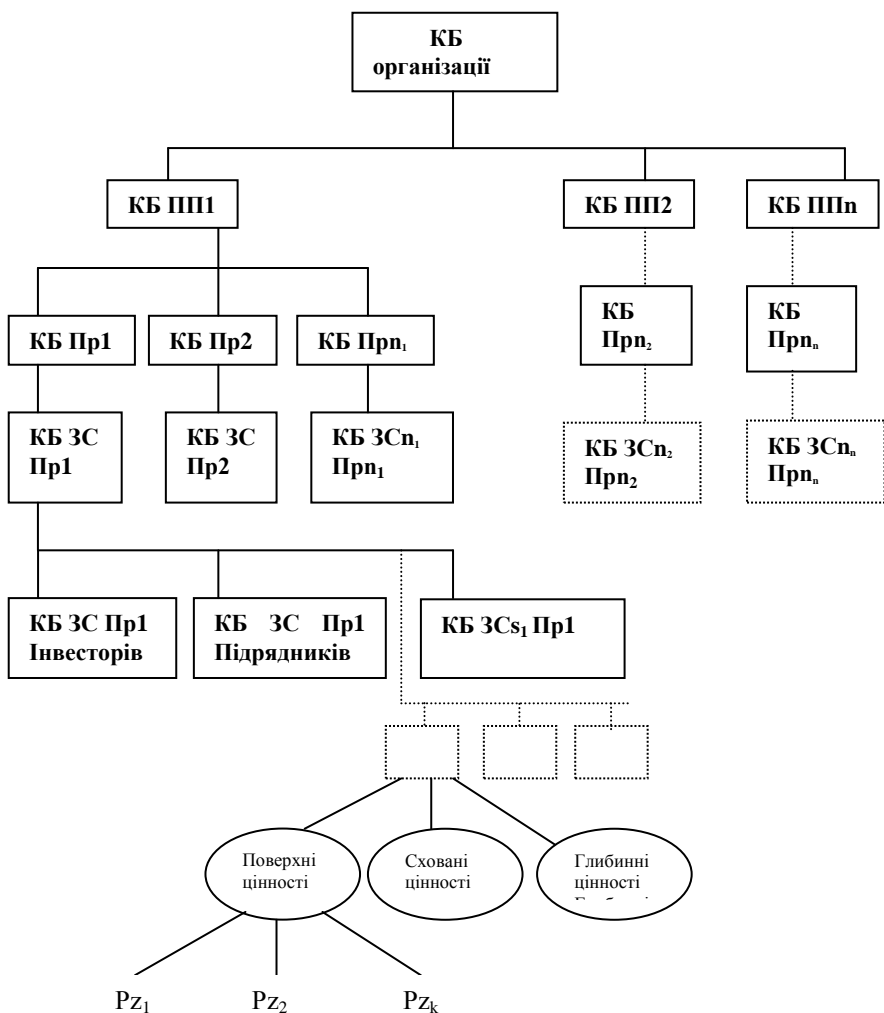 КБ
організації
КБ ПП1
КБ ПП2
КБ ППn
КБ Пр1
КБ Пр2
КБ Прn₁
КБ
Прn₂
КБ
Прnₙ
КБ ЗС
Пр1
КБ ЗС
Пр2
КБ ЗСn₁
Прn₁
КБ ЗСn₂
Прn₂
КБ ЗСnₙ
Прnₙ
КБ ЗС Пр1
Інвесторів
КБ ЗС Пр1
Підрядників
КБ ЗСs₁ Пр1
Поверхні
цінності
Сховані
цінності
Глибинні
цінності
Pz₁
Pz₂
Pzₖ